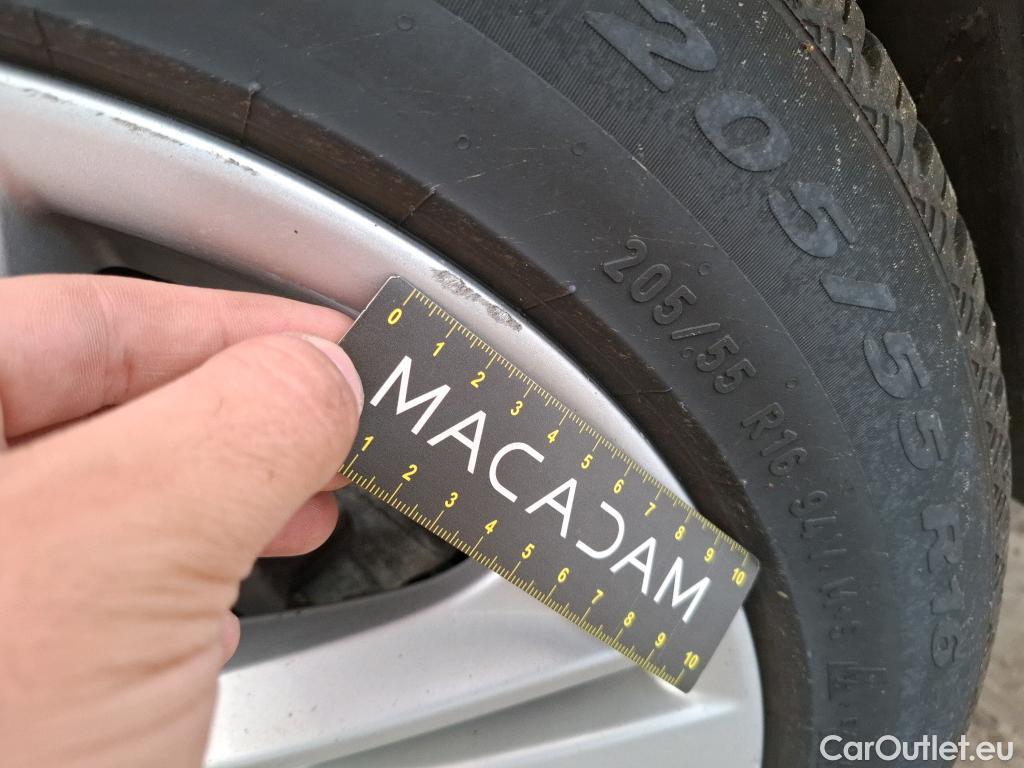 205/55 R16
205/55 R16 91V
0 1 2 3 4 5 6 7 8 9 10
MACADAM
1 2 3 4 5 6 7 8 9 10
CarOutlet.eu